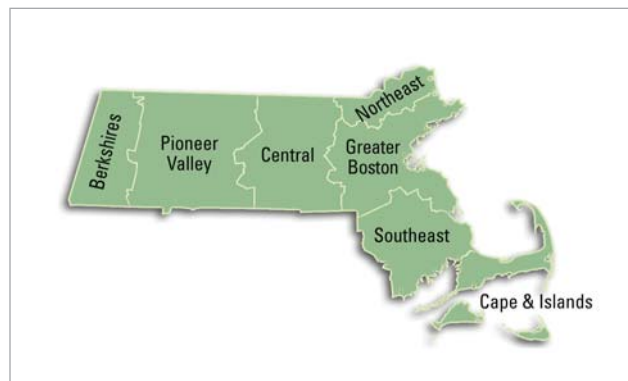 Berkshires
Pioneer
Valley
Central
Northeast
Greater
Boston
Southeast
Cape & Islands